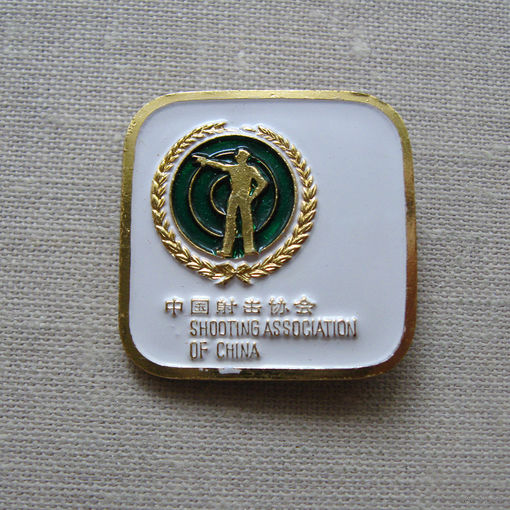 中国射击协会
SHOOTING ASSOCIATION
OF CHINA